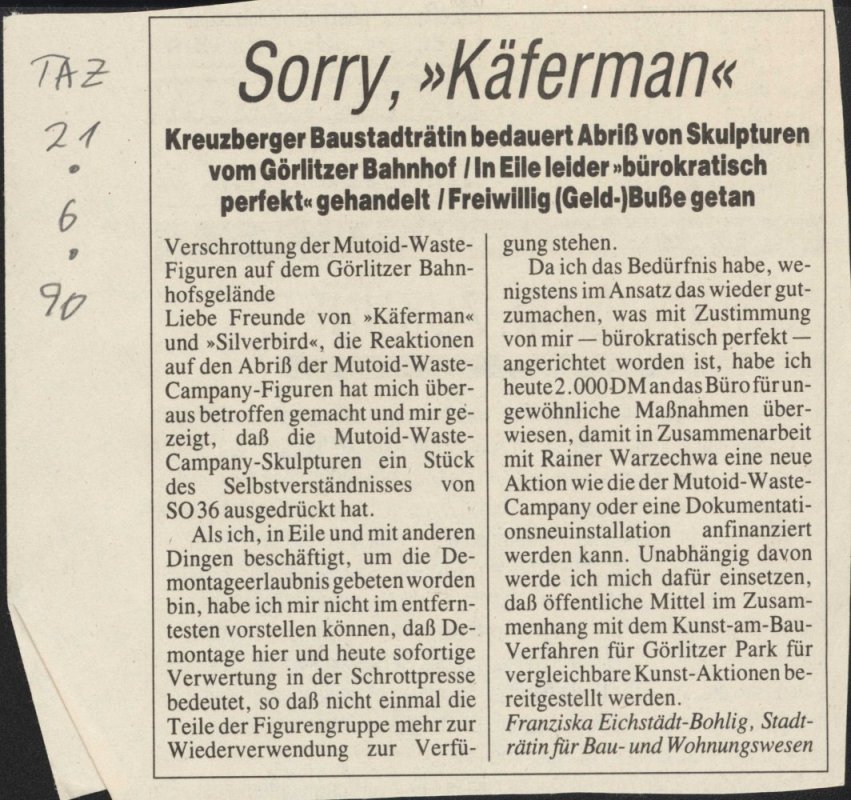 TAZ
21
.
6
.
90
Sorry, »Käferman«
Kreuzberger Baustadträtin bedauert Abriß von Skulpturen
vom Görlitzer Bahnhof / In Eile leider »bürokratisch
perfekt« gehandelt / Freiwillig (Geld-)Buße getan
Verschrottung der Mutoid-Waste-
Figuren auf dem Görlitzer Bahn-
hofsgelände
Liebe Freunde von »Käferman«
und »Silverbird«, die Reaktionen
auf den Abriß der Mutoid-Waste-
Campany-Figuren hat mich über-
aus betroffen gemacht und mir ge-
zeigt, daß die Mutoid-Waste-
Campany-Skulpturen ein Stück
des Selbstverständnisses von
SO 36 ausgedrückt hat.
Als ich, in Eile und mit anderen
Dingen beschäftigt, um die De-
montageerlaubnis gebeten worden
bin, habe ich mir nicht im entfern-
testen vorstellen können, daß De-
montage hier und heute sofortige
Verwertung in der Schrottpresse
bedeutet, so daß nicht einmal die
Teile der Figurengruppe mehr zur
Wiederverwendung zur Verfü-
gung stehen.
Da ich das Bedürfnis habe, we-
nigstens im Ansatz das wieder gut-
zumachen, was mit Zustimmung
von mir — bürokratisch perfekt —
angerichtet worden ist, habe ich
heute 2.000 DM an das Büro für un-
gewöhnliche Maßnahmen über-
wiesen, damit in Zusammenarbeit
mit Rainer Warzechwa eine neue
Aktion wie die der Mutoid-Waste-
Campany oder eine Dokumentati-
onsneuinstallation anfinanziert
werden kann. Unabhängig davon
werde ich mich dafür einsetzen,
daß öffentliche Mittel im Zusam-
menhang mit dem Kunst-am-Bau-
Verfahren für Görlitzer Park für
vergleichbare Kunst-Aktionen be-
reitgestellt werden.
Franziska Eichstädt-Bohlig, Stadt-
rätin für Bau- und Wohnungswesen